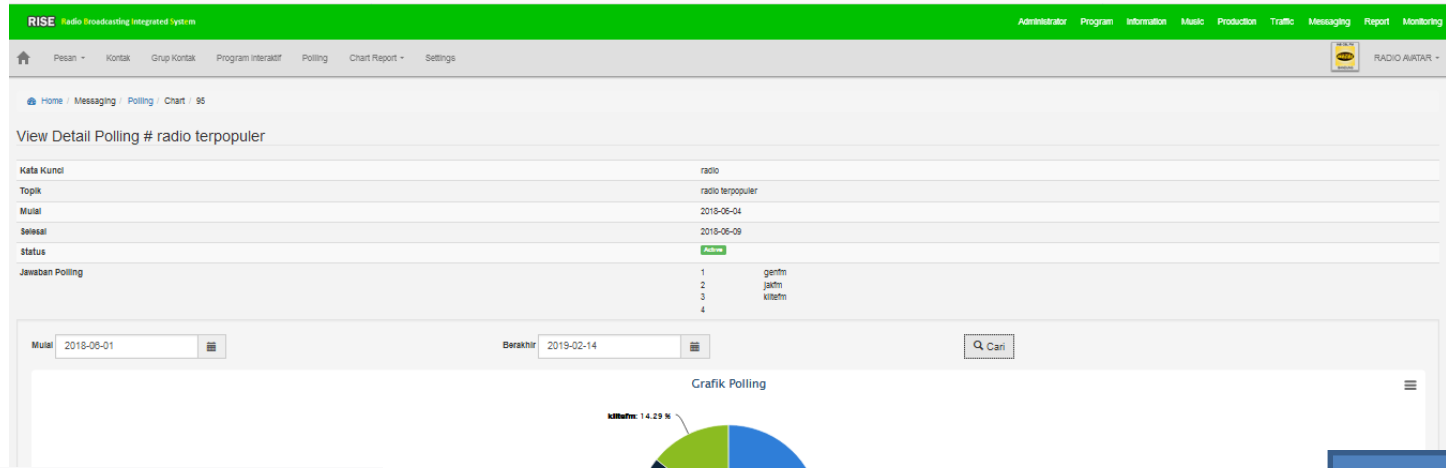 RISE Radio Broadcasting Integrated System Administrator Program Information Music Production Traffic Messaging Report Monitoring
Pesan Kontak Grup Kontak Program Interaktif Polling Chart Report Settings RADIO AVATAR
Home / Messaging / Polling / Chart / 95
View Detail Polling # radio terpopuler
Kata Kunci radio
Topik radio terpopuler
Mulai 2018-06-04
Selesai 2018-06-09
Status Active
Jawaban Polling 1 genfm
2 jakfm
3 klitefm
4
Mulai 2018-06-01 Berakhir 2019-02-14 Cari
Grafik Polling
klitefm: 14.29 %